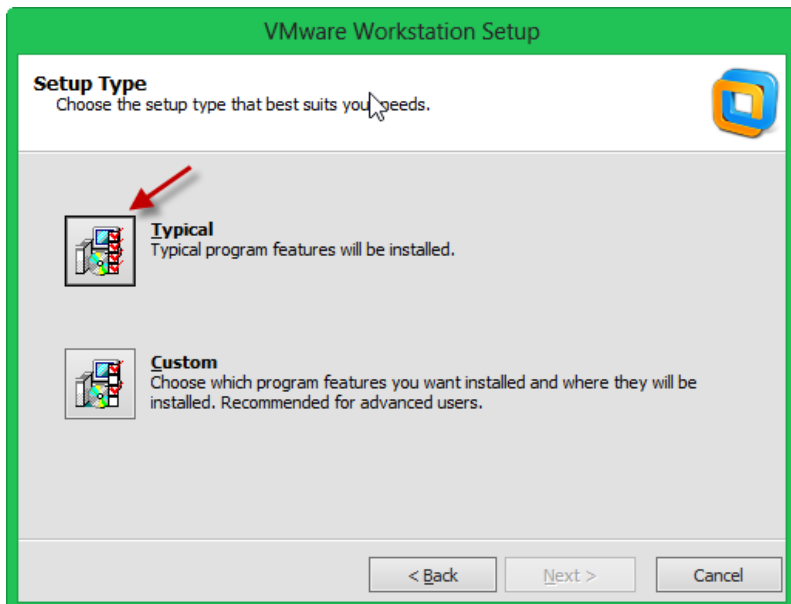 VMware Workstation Setup
Setup Type
Choose the setup type that best suits your needs.
Typical
Typical program features will be installed.
Custom
Choose which program features you want installed and where they will be
installed. Recommended for advanced users.
< Back
Next >
Cancel